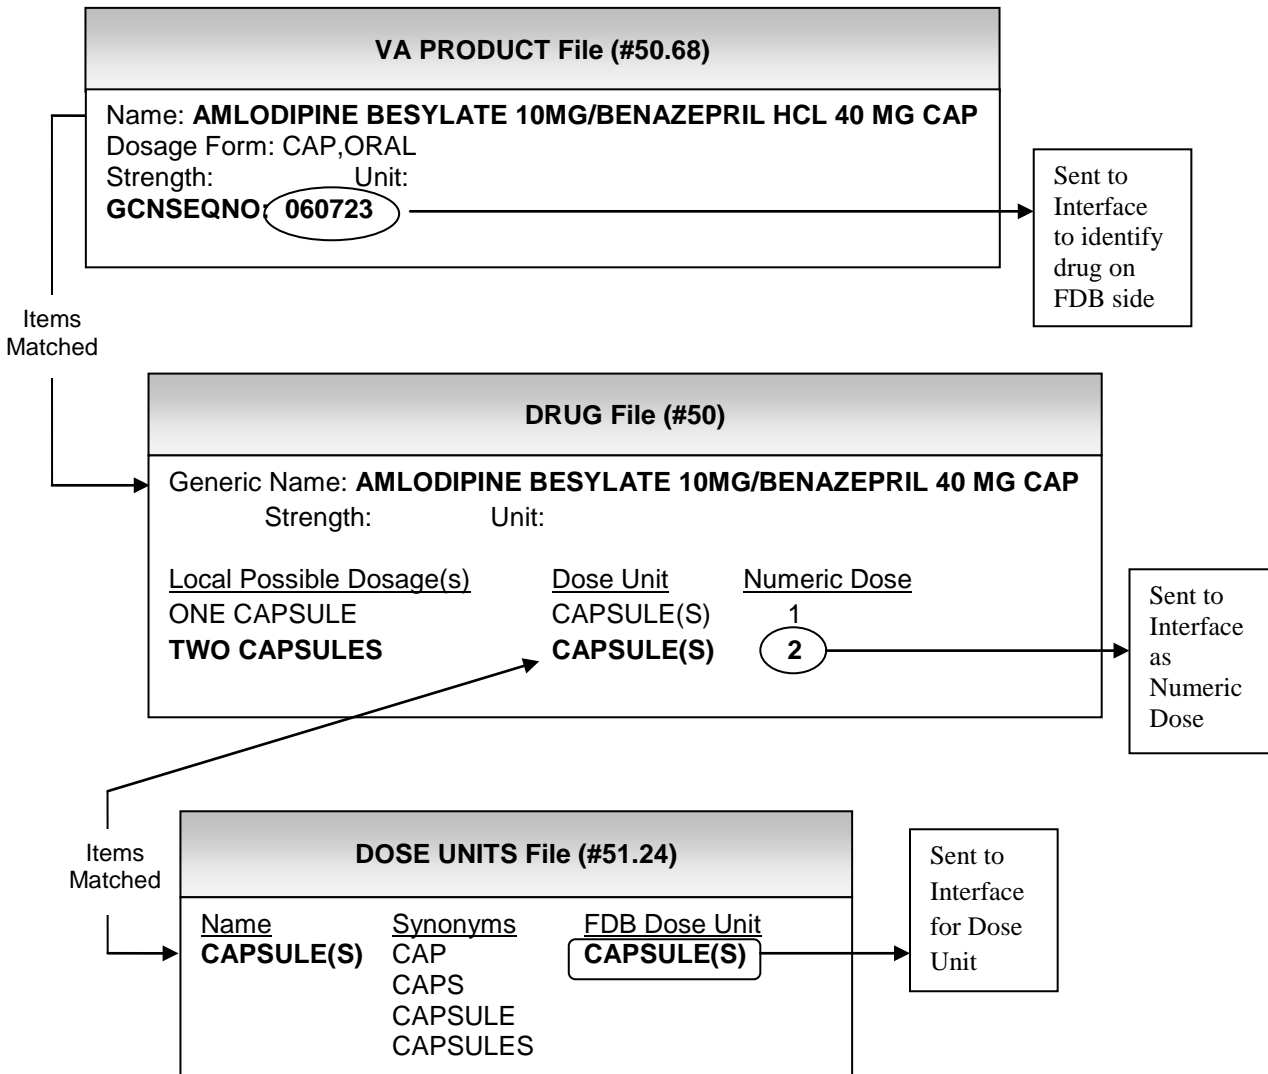 VA PRODUCT File (#50.68)
Name: AMLODIPINE BESYLATE 10MG/BENAZEPRIL HCL 40 MG CAP
Dosage Form: CAP,ORAL
Strength: Unit:
GCNSEQNO: 060723
Sent to
Interface
to identify
drug on
FDB side
Items
Matched
DRUG File (#50)
Generic Name: AMLODIPINE BESYLATE 10MG/BENAZEPRIL 40 MG CAP
Strength: Unit:
Local Possible Dosage(s) Dose Unit Numeric Dose
ONE CAPSULE CAPSULE(S) 1
TWO CAPSULES CAPSULE(S) 2
Sent to
Interface
as
Numeric
Dose
Items
Matched
DOSE UNITS File (#51.24)
Name Synonyms FDB Dose Unit
CAPSULE(S) CAP CAPSULE(S)
CAPS
CAPSULE
CAPSULES
Sent to
Interface
for Dose
Unit